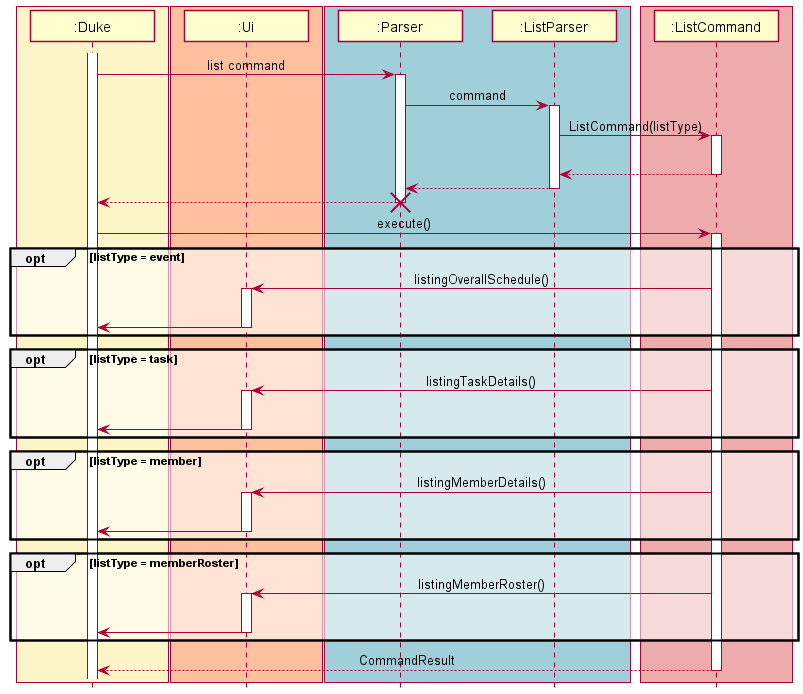 :Duke
:Ui
:Parser
:ListParser
:ListCommand
list command
command
ListCommand(listType)
execute()
opt
[listType = event]
listingOverallSchedule()
opt
[listType = task]
listingTaskDetails()
opt
[listType = member]
listingMemberDetails()
opt
[listType = memberRoster]
listingMemberRoster()
CommandResult